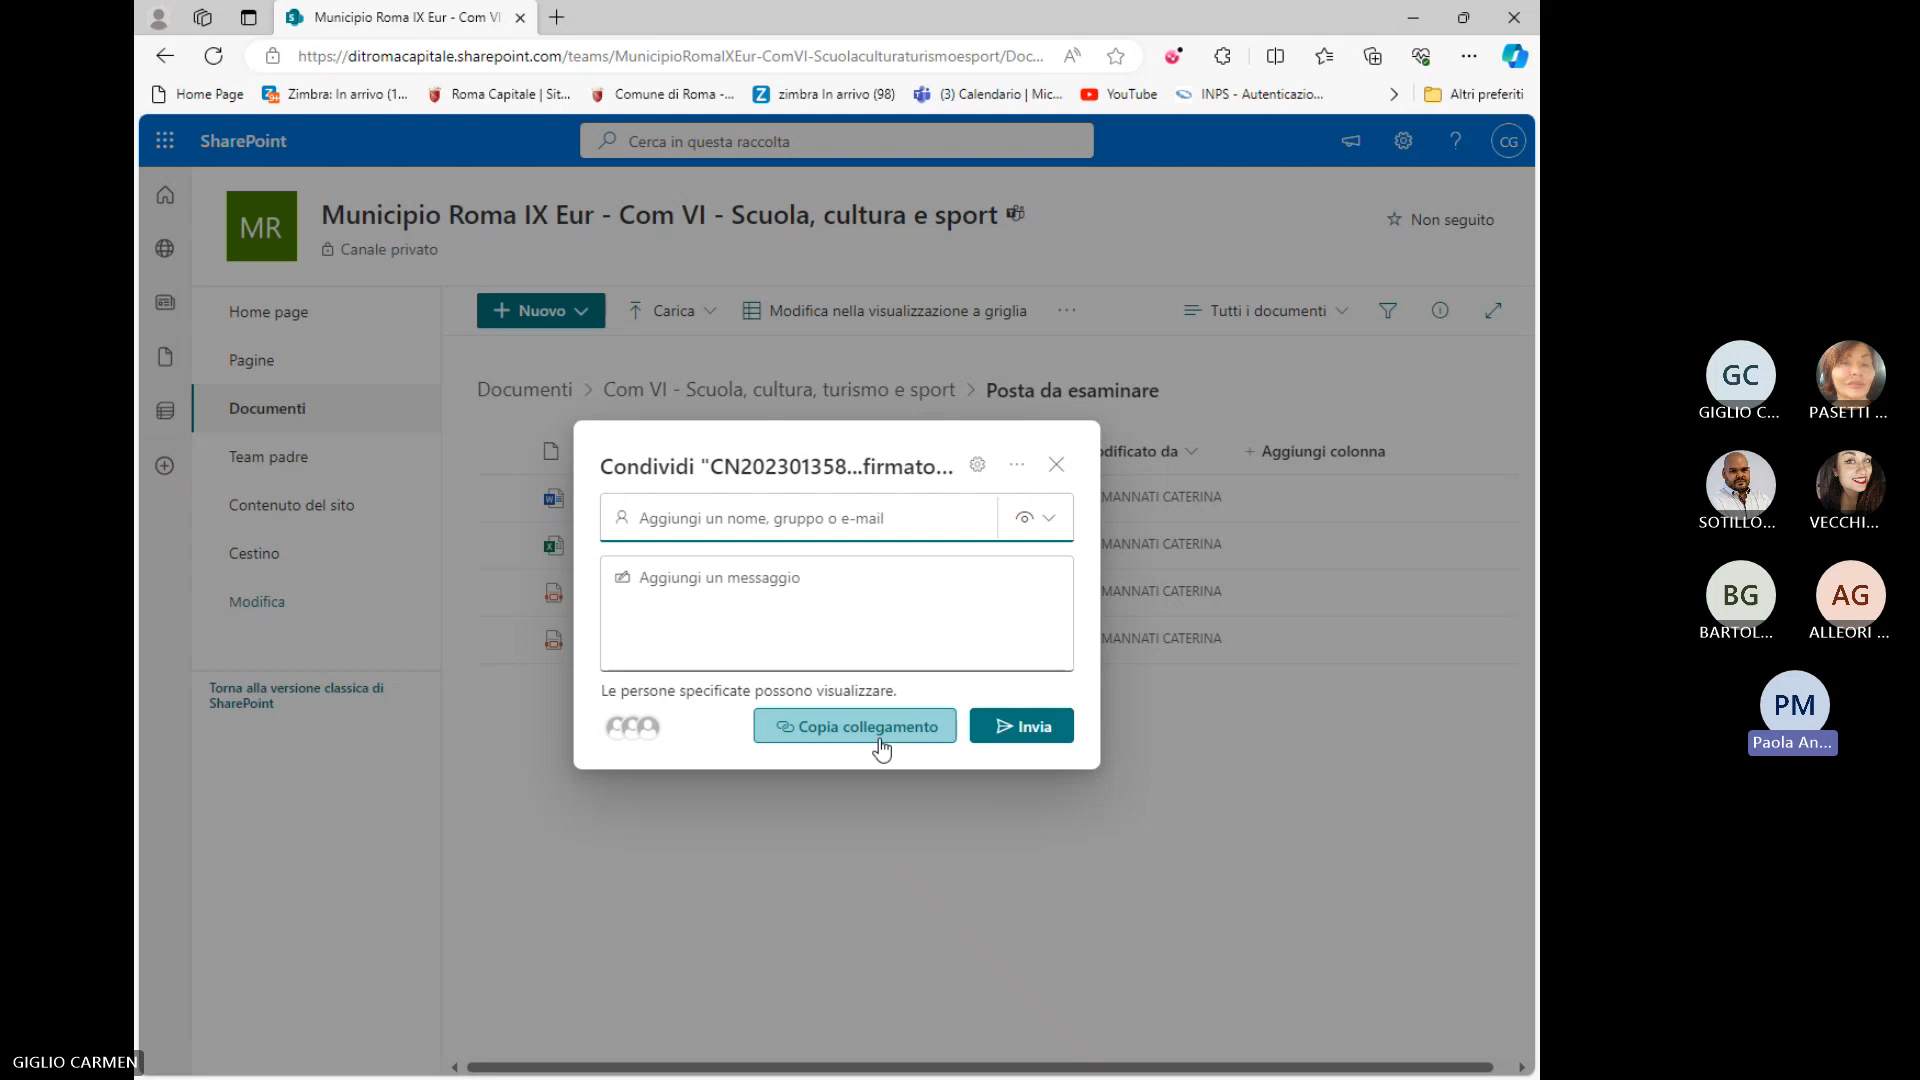 Municipio Roma IX Eur - Com VI
https://ditromacapitale.sharepoint.com/teams/MunicipioRomaIXEur-ComVI-Scuolaculturaturismoesport/Doc...
Home Page
Zimbra: In arrivo (1...
Roma Capitale | Sit...
Comune di Roma -...
zimbra In arrivo (98)
(3) Calendario | Mic...
YouTube
INPS - Autenticazio...
Altri preferiti
SharePoint
Cerca in questa raccolta
CG
MR
Municipio Roma IX Eur - Com VI - Scuola, cultura e sport
Canale privato
Non seguito
Home page
Pagine
Documenti
Team padre
Contenuto del sito
Cestino
Modifica
Torna alla versione classica di
SharePoint
Nuovo
Carica
Modifica nella visualizzazione a griglia
Tutti i documenti
Documenti > Com VI - Scuola, cultura, turismo e sport > Posta da esaminare
odificato da
Aggiungi colonna
MANNATI CATERINA
MANNATI CATERINA
MANNATI CATERINA
MANNATI CATERINA
Condividi "CN202301358...firmato...
Aggiungi un nome, gruppo o e-mail
Aggiungi un messaggio
Le persone specificate possono visualizzare.
Copia collegamento
Invia
GC
GIGLIO C...
PASETTI ...
SOTILLO...
VECCHI...
BG
BARTOL...
AG
ALLEORI ...
PM
Paola An...
GIGLIO CARMEN